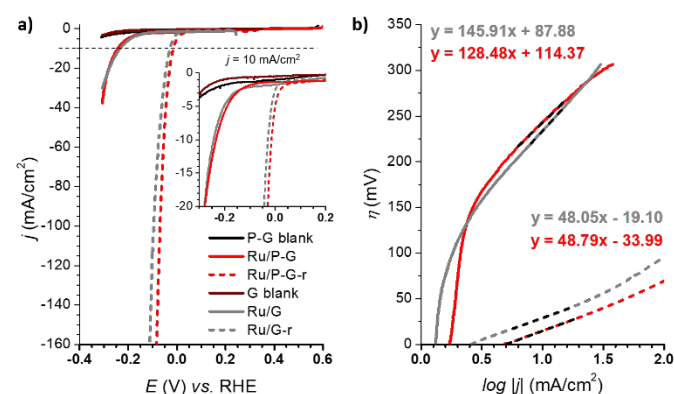 a)
0
-20
-40
-60
-80
-100
-120
-140
-160
j (mA/cm²)
-0.4 -0.2 0.0 0.2 0.4 0.6
E (V) vs. RHE
j = 10 mA/cm²
0
-5
-10
-15
-20
-0.2 0.0 0.2
P-G blank
Ru/P-G
Ru/P-G-r
G blank
Ru/G
Ru/G-r
b)
350
300
250
200
150
100
50
0
η (mV)
0.0 0.5 1.0 1.5 2.0
log |j| (mA/cm²)
y = 145.91x + 87.88
y = 128.48x + 114.37
y = 48.05x - 19.10
y = 48.79x - 33.99